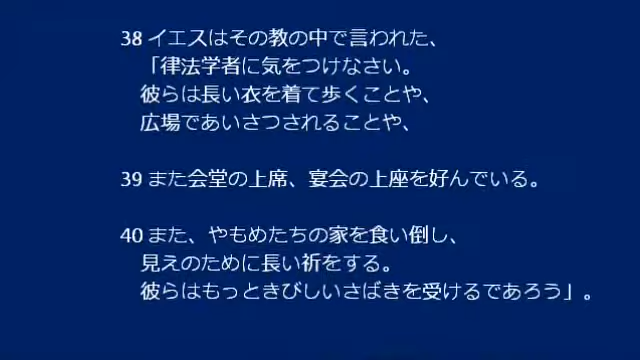 38 イエスはその教の中で言われた、
「律法学者に気をつけなさい。
彼らは長い衣を着て歩くことや、
広場であいさつされることや、
39 また会堂の上席、宴会の上座を好んでいる。
40 また、やもめたちの家を食い倒し、
見えのために長い祈をする。
彼らはもっときびしいさばきを受けるであろう」。